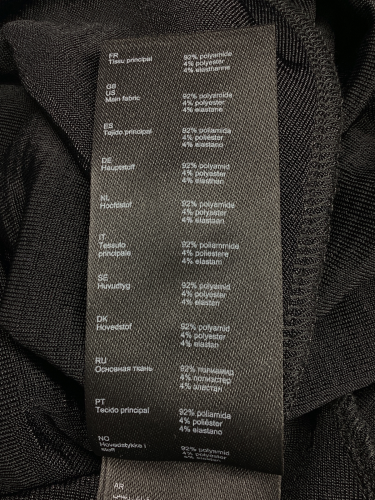 FR
Tissu principal
92% polyamide
4% polyester
4% elasthanne
GB
US
Main fabric
92% polyamide
4% polyester
4% elastane
ES
Tejido principal
92% poliamida
4% poliéster
4% elastano
DE
Hauptstoff
92% polyamid
4% polyester
4% elasthan
NL
Hoofdstof
92% polyamide
4% polyester
4% elastaan
IT
Tessuto
principale
92% poliammide
4% poliestere
4% elastam
SE
Huvudtyg
92% polyamid
4% polyester
4% elastan
DK
Hovedstof
92% polyamid
4% polyester
4% elastan
RU
Основная ткань
92% полиамид
4% полиэстер
4% эластан
PT
Tecido principal
92% poliamida
4% poliéster
4% elastano
NO
Hovedstykke i
stoff
92% polyamid
4% polyester
4% elastan
AR